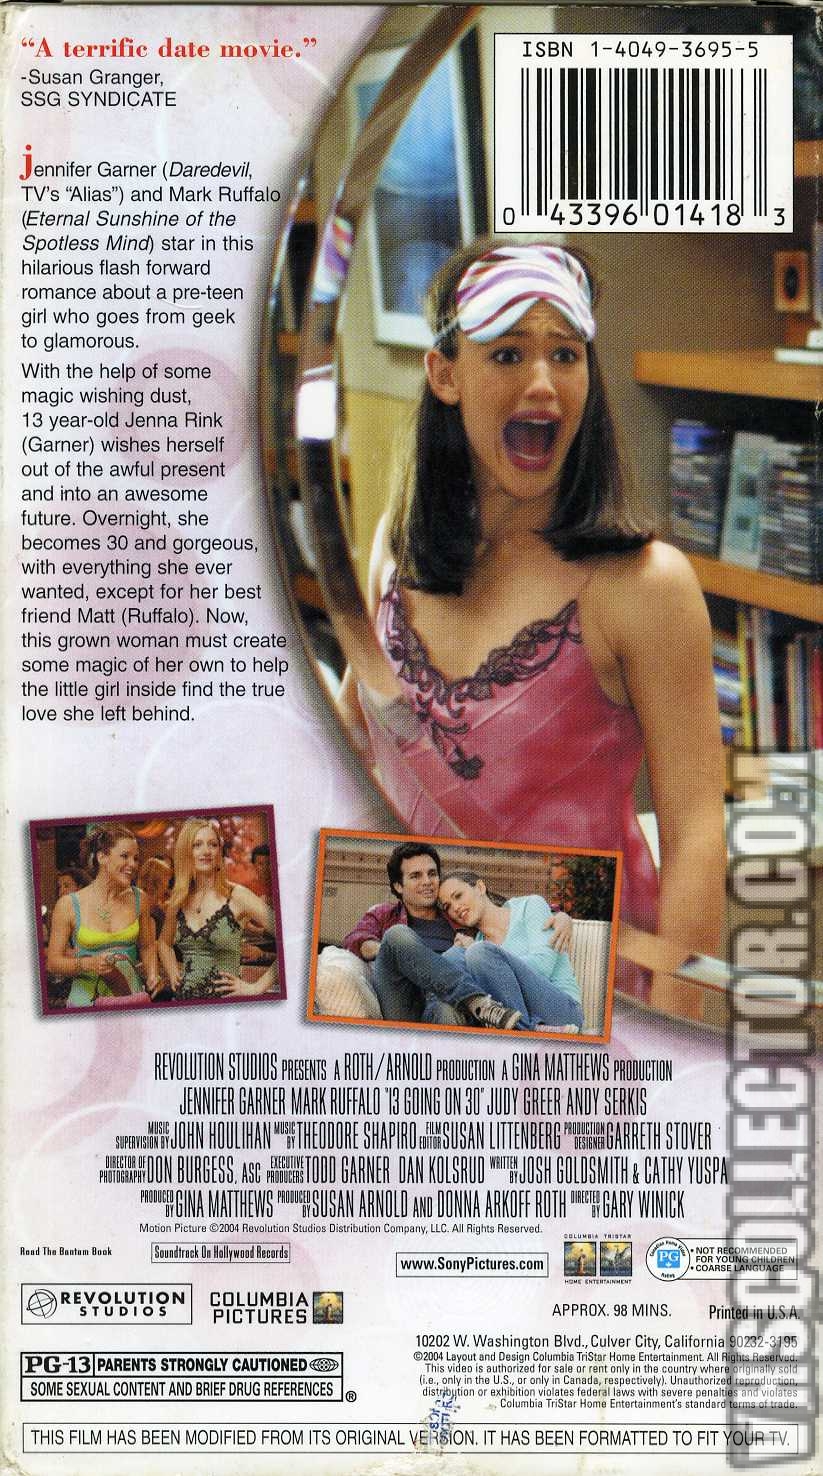 “A terrific date movie.”
-Susan Granger,
SSG SYNDICATE
ISBN 1-4049-3695-5
0 43396 01418 3
Jennifer Garner (Daredevil,
TV's “Alias”) and Mark Ruffalo
(Eternal Sunshine of the
Spotless Mind) star in this
hilarious flash forward
romance about a pre-teen
girl who goes from geek
to glamorous.
With the help of some
magic wishing dust,
13 year-old Jenna Rink
(Garner) wishes herself
out of the awful present
and into an awesome
future. Overnight, she
becomes 30 and gorgeous,
with everything she ever
wanted, except for her best
friend Matt (Ruffalo). Now,
this grown woman must create
some magic of her own to help
the little girl inside find the true
love she left behind.
REVOLUTION STUDIOS PRESENTS A ROTH/ARNOLD PRODUCTION A GINA MATTHEWS PRODUCTION
JENNIFER GARNER MARK RUFFALO "13 GOING ON 30" JUDY GREER ANDY SERKIS
MUSIC SUPERVISION BY JOHN HOULIHAN MUSIC BY THEODORE SHAPIRO FILM EDITOR SUSAN LITTENBERG PRODUCTION DESIGNER GARRETH STOVER
DIRECTOR OF PHOTOGRAPHY DON BURGESS, ASC EXECUTIVE PRODUCERS TODD GARNER DAN KOLSRUD WRITTEN BY JOSH GOLDSMITH & CATHY YUSPA
PRODUCED BY GINA MATTHEWS PRODUCED BY SUSAN ARNOLD AND DONNA ARKOFF ROTH DIRECTED BY GARY WINICK
Motion Picture ©2004 Revolution Studios Distribution Company, LLC. All Rights Reserved.
Read The Bantam Book
Soundtrack On Hollywood Records
www.SonyPictures.com
COLUMBIA TRISTAR
HOME ENTERTAINMENT
Canadian Home Video
PG
• NOT RECOMMENDED
FOR YOUNG CHILDREN
• COARSE LANGUAGE
REVOLUTION
STUDIOS
COLUMBIA
PICTURES
APPROX. 98 MINS.
Printed in U.S.A.
10202 W. Washington Blvd., Culver City, California 90232-3195
©2004 Layout and Design Columbia TriStar Home Entertainment. All Rights Reserved.
This video is authorized for sale or rent only in the country where originally sold
(i.e., only in the U.S., or only in Canada, respectively). Unauthorized reproduction,
distribution or exhibition violates federal laws with severe penalties and violates
Columbia TriStar Home Entertainment's standard terms of trade.
PG-13 PARENTS STRONGLY CAUTIONED
SOME SEXUAL CONTENT AND BRIEF DRUG REFERENCES ®
THIS FILM HAS BEEN MODIFIED FROM ITS ORIGINAL VERSION. IT HAS BEEN FORMATTED TO FIT YOUR TV.
VHSCOLLECTOR.COM